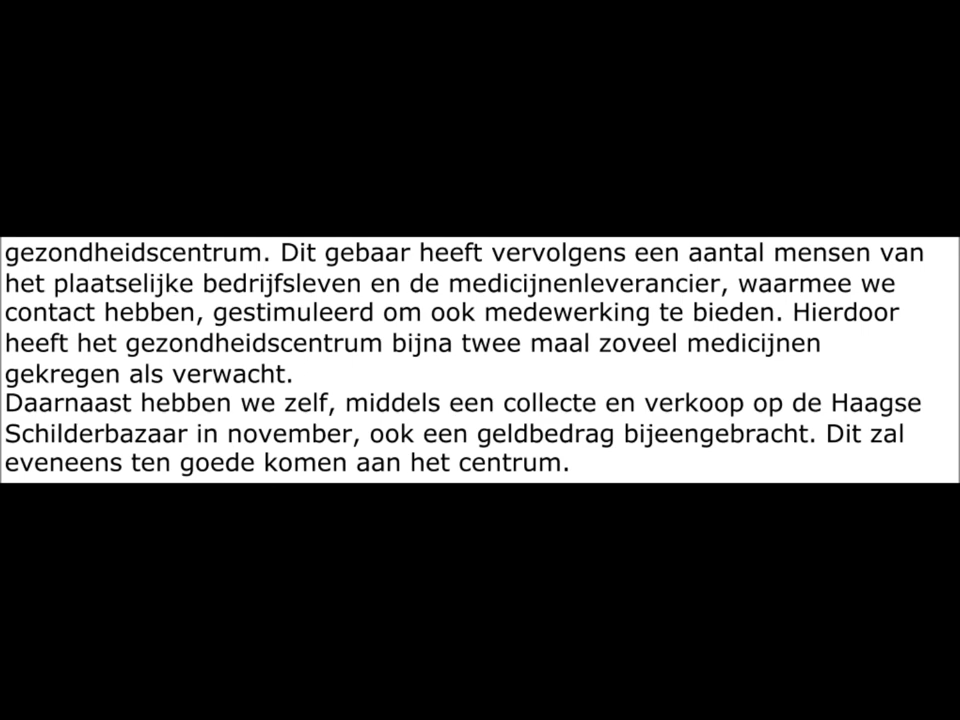 gezondheidscentrum. Dit gebaar heeft vervolgens een aantal mensen van
het plaatselijke bedrijfsleven en de medicijnenleverancier, waarmee we
contact hebben, gestimuleerd om ook medewerking te bieden. Hierdoor
heeft het gezondheidscentrum bijna twee maal zoveel medicijnen
gekregen als verwacht.
Daarnaast hebben we zelf, middels een collecte en verkoop op de Haagse
Schilderbazaar in november, ook een geldbedrag bijeengebracht. Dit zal
eveneens ten goede komen aan het centrum.